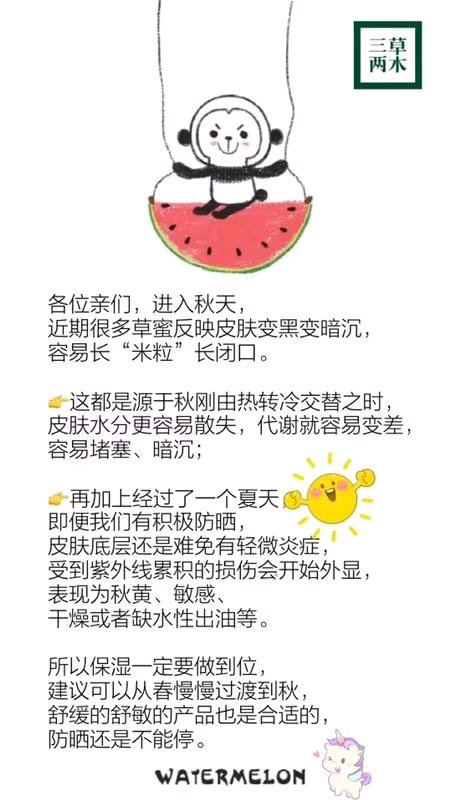 三草
两木
各位亲们，进入秋天，
近期很多草蜜反映皮肤变黑变暗沉，
容易长“米粒”长闭口。
👉这都是源于秋刚由热转冷交替之时，
皮肤水分更容易散失，代谢就容易变差，
容易堵塞、暗沉；
👉再加上经过了一个夏天，
即便我们有积极防晒，
皮肤底层还是难免有轻微炎症，
受到紫外线累积的损伤会开始外显，
表现为秋黄、敏感、
干燥或者缺水性出油等。
所以保湿一定要做到位，
建议可以从春慢慢过渡到秋，
舒缓的舒敏的产品也是合适的，
防晒还是不能停。
WATERMELON